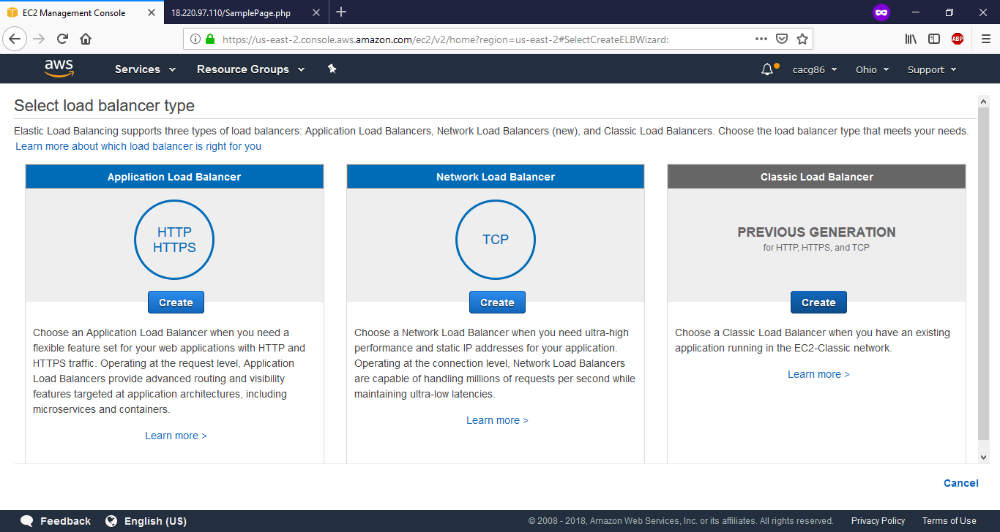 EC2 Management Console
18.220.97.110/SamplePage.php
https://us-east-2.console.aws.amazon.com/ec2/v2/home?region=us-east-2#SelectCreateELBWizard:
ABP
aws
Services
Resource Groups
cacg86
Ohio
Support
Select load balancer type
Elastic Load Balancing supports three types of load balancers: Application Load Balancers, Network Load Balancers (new), and Classic Load Balancers. Choose the load balancer type that meets your needs.
Learn more about which load balancer is right for you
Application Load Balancer
HTTP
HTTPS
Create
Choose an Application Load Balancer when you need a
flexible feature set for your web applications with HTTP and
HTTPS traffic. Operating at the request level, Application
Load Balancers provide advanced routing and visibility
features targeted at application architectures, including
microservices and containers.
Learn more >
Network Load Balancer
TCP
Create
Choose a Network Load Balancer when you need ultra-high
performance and static IP addresses for your application.
Operating at the connection level, Network Load Balancers
are capable of handling millions of requests per second while
maintaining ultra-low latencies.
Learn more >
Classic Load Balancer
PREVIOUS GENERATION
for HTTP, HTTPS, and TCP
Create
Choose a Classic Load Balancer when you have an existing
application running in the EC2-Classic network.
Learn more >
Cancel
Feedback
English (US)
© 2008 - 2018, Amazon Web Services, Inc. or its affiliates. All rights reserved.
Privacy Policy
Terms of Use